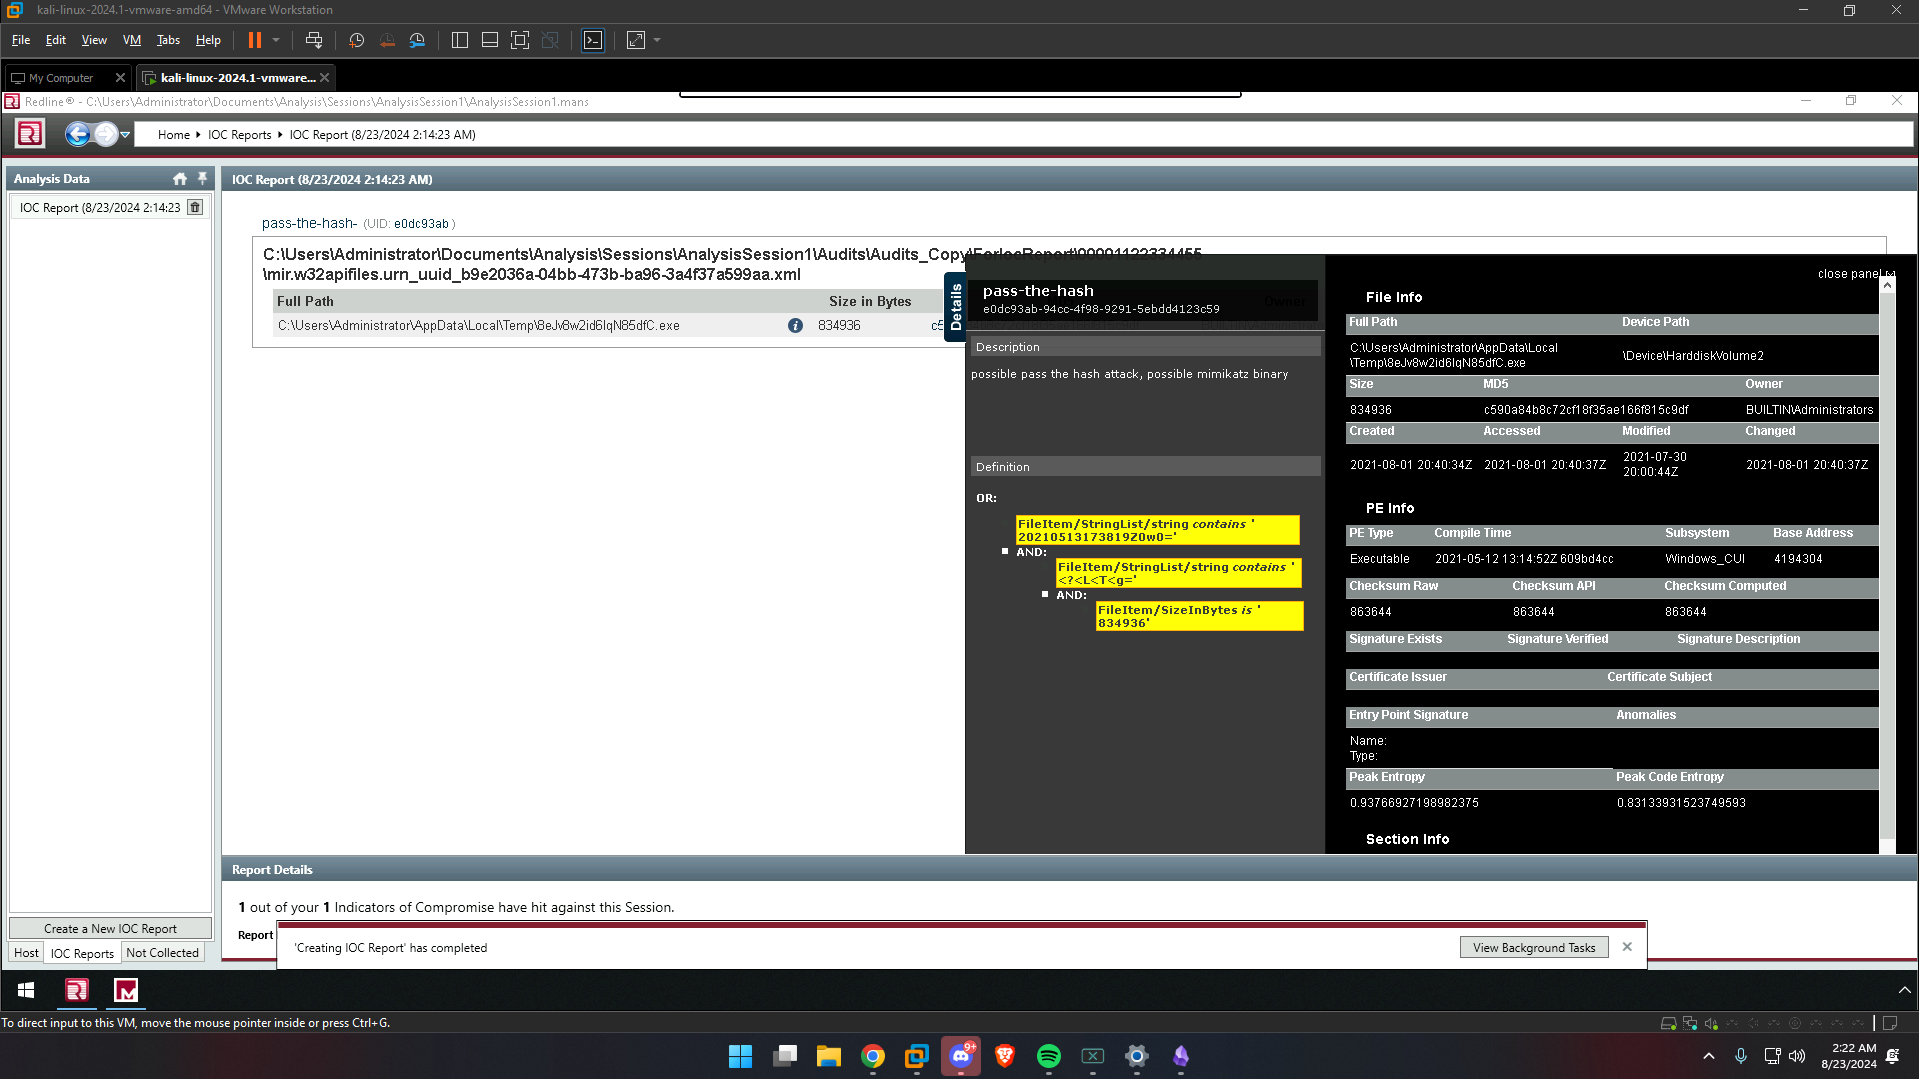 kali-linux-2024.1-vmware-amd64 - VMware Workstation
File Edit View VM Tabs Help
My Computer
kali-linux-2024.1-vmware...
Redline® - C:\Users\Administrator\Documents\Analysis\Sessions\AnalysisSession1\AnalysisSession1.mans
Home IOC Reports IOC Report (8/23/2024 2:14:23 AM)
Analysis Data
IOC Report (8/23/2024 2:14:23
IOC Report (8/23/2024 2:14:23 AM)
pass-the-hash- (UID: e0dc93ab )
C:\Users\Administrator\Documents\Analysis\Sessions\AnalysisSession1\Audits\Audits_Copy\ForIocReport\00001122334455
\mir.w32apifiles.urn_uuid_b9e2036a-04bb-473b-ba96-3a4f37a599aa.xml
Full Path Size in Bytes Owner
C:\Users\Administrator\AppData\Local\Temp\8eJv8w2id6IqN85dfC.exe 834936 c5
Details
pass-the-hash
e0dc93ab-94cc-4f98-9291-5ebdd4123c59
Description
possible pass the hash attack, possible mimikatz binary
Definition
OR:
FileItem/StringList/string contains '
20210513173819Z0w0='
AND:
FileItem/StringList/string contains '
<?<L<T<g='
AND:
FileItem/SizeInBytes is '
834936'
close panel
File Info
Full Path Device Path
C:\Users\Administrator\AppData\Local
\Temp\8eJv8w2id6IqN85dfC.exe
\Device\HarddiskVolume2
Size MD5 Owner
834936 c590a84b8c72cf18f35ae166f815c9df BUILTIN\Administrators
Created Accessed Modified Changed
2021-08-01 20:40:34Z 2021-08-01 20:40:37Z 2021-07-30
20:00:44Z 2021-08-01 20:40:37Z
PE Info
PE Type Compile Time Subsystem Base Address
Executable 2021-05-12 13:14:52Z 609bd4cc Windows_CUI 4194304
Checksum Raw Checksum API Checksum Computed
863644 863644 863644
Signature Exists Signature Verified Signature Description
Certificate Issuer Certificate Subject
Entry Point Signature Anomalies
Name:
Type:
Peak Entropy Peak Code Entropy
0.93766927198982375 0.83133931523749593
Section Info
Report Details
1 out of your 1 Indicators of Compromise have hit against this Session.
Report
'Creating IOC Report' has completed
View Background Tasks
Create a New IOC Report
Host IOC Reports Not Collected
To direct input to this VM, move the mouse pointer inside or press Ctrl+G.
9+
2:22 AM
8/23/2024